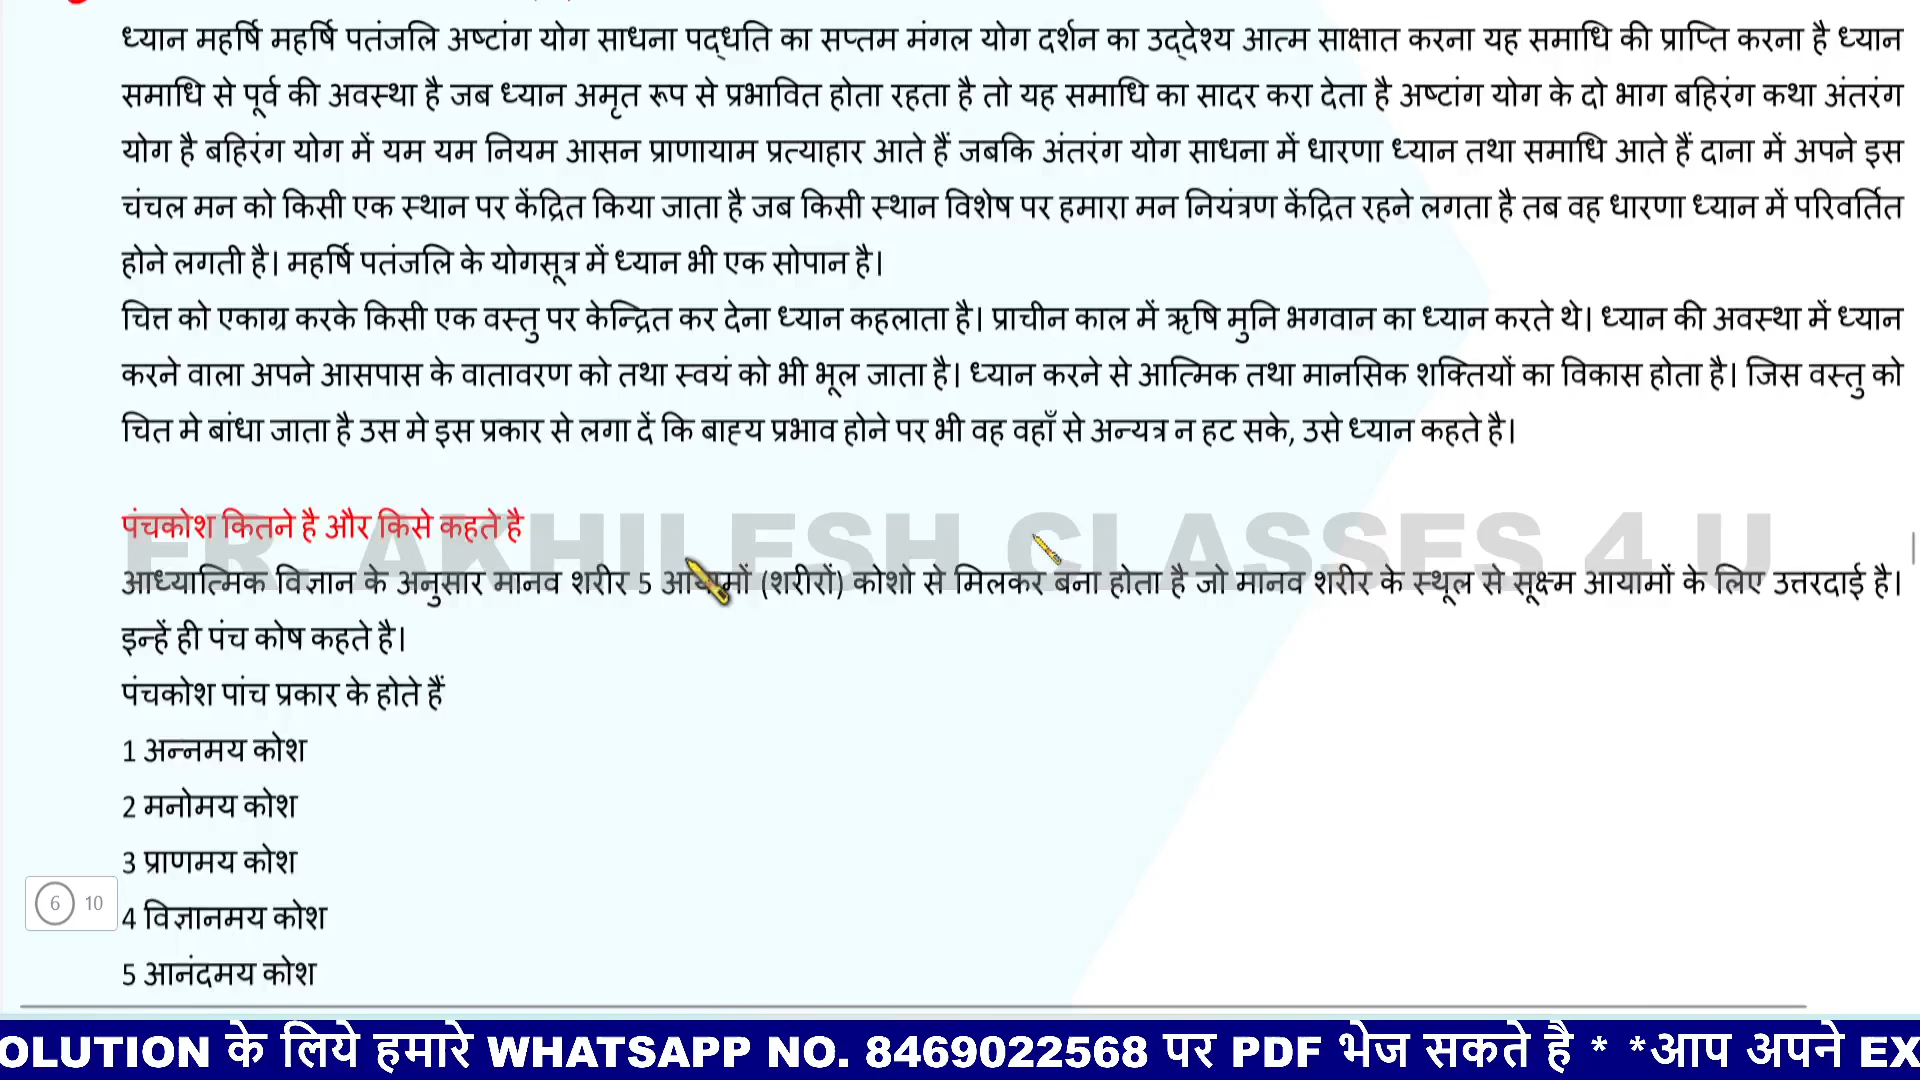 ध्यान महर्षि महर्षि पतंजलि अष्टांग योग साधना पद्धति का सप्तम मंगल योग दर्शन का उद्देश्य आत्म साक्षात करना यह समाधि की प्राप्ति करना है ध्यान
समाधि से पूर्व की अवस्था है जब ध्यान अमृत रूप से प्रभावित होता रहता है तो यह समाधि का सादर करा देता है अष्टांग योग के दो भाग बहिरंग कथा अंतरंग
योग है बहिरंग योग में यम यम नियम आसन प्राणायाम प्रत्याहार आते हैं जबकि अंतरंग योग साधना में धारणा ध्यान तथा समाधि आते हैं दाना में अपने इस
चंचल मन को किसी एक स्थान पर केंद्रित किया जाता है जब किसी स्थान विशेष पर हमारा मन नियंत्रण केंद्रित रहने लगता है तब वह धारणा ध्यान में परिवर्तित
होने लगती है। महर्षि पतंजलि के योगसूत्र में ध्यान भी एक सोपान है।
चित्त को एकाग्र करके किसी एक वस्तु पर केन्द्रित कर देना ध्यान कहलाता है। प्राचीन काल में ऋषि मुनि भगवान का ध्यान करते थे। ध्यान की अवस्था में ध्यान
करने वाला अपने आसपास के वातावरण को तथा स्वयं को भी भूल जाता है। ध्यान करने से आत्मिक तथा मानसिक शक्तियों का विकास होता है। जिस वस्तु को
चित मे बांधा जाता है उस मे इस प्रकार से लगा दें कि बाह्य प्रभाव होने पर भी वह वहाँ से अन्यत्र न हट सके, उसे ध्यान कहते है।
पंचकोश कितने है और किसे कहते है
ER. AKHILESH CLASSES 4 U
आध्यात्मिक विज्ञान के अनुसार मानव शरीर 5 आयामों (शरीरों) कोशो से मिलकर बना होता है जो मानव शरीर के स्थूल से सूक्ष्म आयामों के लिए उत्तरदाई है।
इन्हें ही पंच कोष कहते है।
पंचकोश पांच प्रकार के होते हैं
1 अन्नमय कोश
2 मनोमय कोश
3 प्राणमय कोश
6 10
4 विज्ञानमय कोश
5 आनंदमय कोश
OLUTION के लिये हमारे WHATSAPP NO. 8469022568 पर PDF भेज सकते है * *आप अपने EX